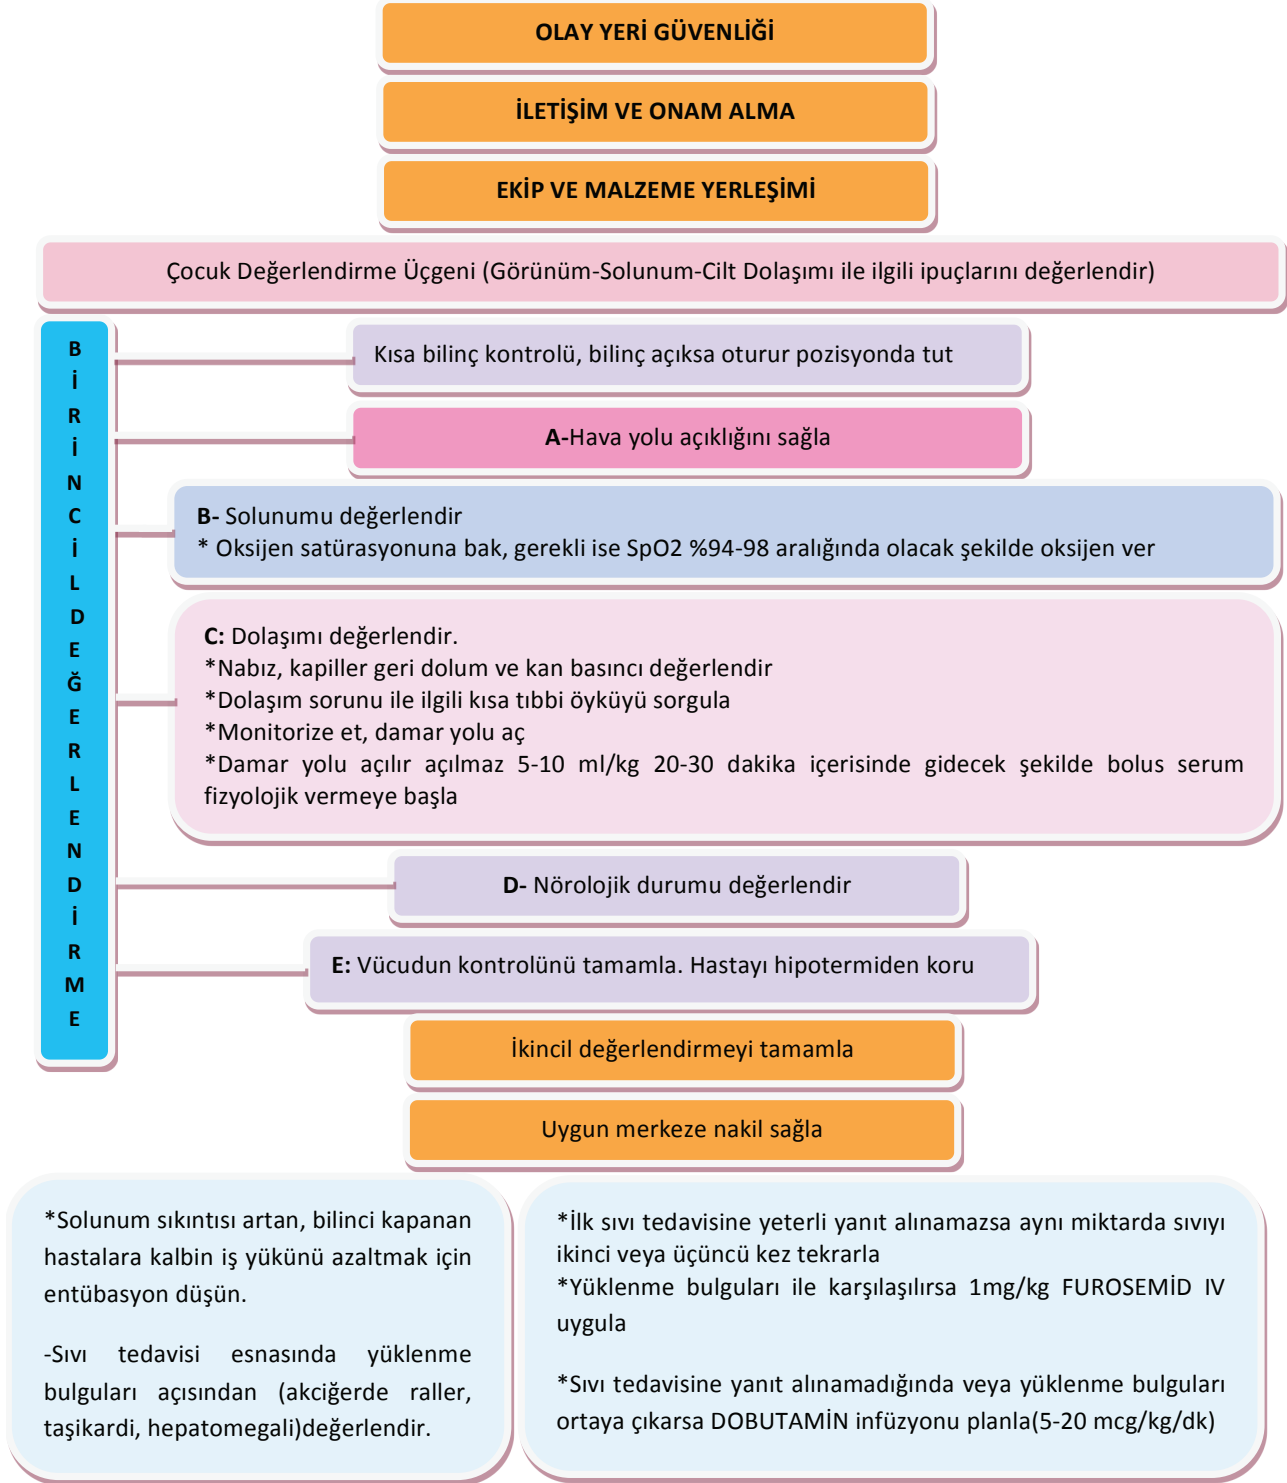 OLAY YERİ GÜVENLİĞİ
İLETİŞİM VE ONAM ALMA
EKİP VE MALZEME YERLEŞİMİ
Çocuk Değerlendirme Üçgeni (Görünüm-Solunum-Cilt Dolaşımı ile ilgili ipuçlarını değerlendir)
B
İ
R
İ
N
C
İ
L
D
E
Ğ
E
R
L
E
N
D
İ
R
M
E
Kısa bilinç kontrolü, bilinç açıksa oturur pozisyonda tut
A-Hava yolu açıklığını sağla
B- Solunumu değerlendir
* Oksijen satürasyonuna bak, gerekli ise SpO2 %94-98 aralığında olacak şekilde oksijen ver
C: Dolaşımı değerlendir.
*Nabız, kapiller geri dolum ve kan basıncı değerlendir
*Dolaşım sorunu ile ilgili kısa tıbbi öyküyü sorgula
*Monitorize et, damar yolu aç
*Damar yolu açılır açılmaz 5-10 ml/kg 20-30 dakika içerisinde gidecek şekilde bolus serum
fizyolojik vermeye başla
D- Nörolojik durumu değerlendir
E: Vücudun kontrolünü tamamla. Hastayı hipotermiden koru
İkincil değerlendirmeyi tamamla
Uygun merkeze nakil sağla
*Solunum sıkıntısı artan, bilinci kapanan
hastalara kalbin iş yükünü azaltmak için
entübasyon düşün.
-Sıvı tedavisi esnasında yüklenme
bulguları açısından (akciğerde raller,
taşikardi, hepatomegali)değerlendir.
*İlk sıvı tedavisine yeterli yanıt alınamazsa aynı miktarda sıvıyı
ikinci veya üçüncü kez tekrarla
*Yüklenme bulguları ile karşılaşılırsa 1mg/kg FUROSEMİD IV
uygula
*Sıvı tedavisine yanıt alınamadığında veya yüklenme bulguları
ortaya çıkarsa DOBUTAMİN infüzyonu planla(5-20 mcg/kg/dk)